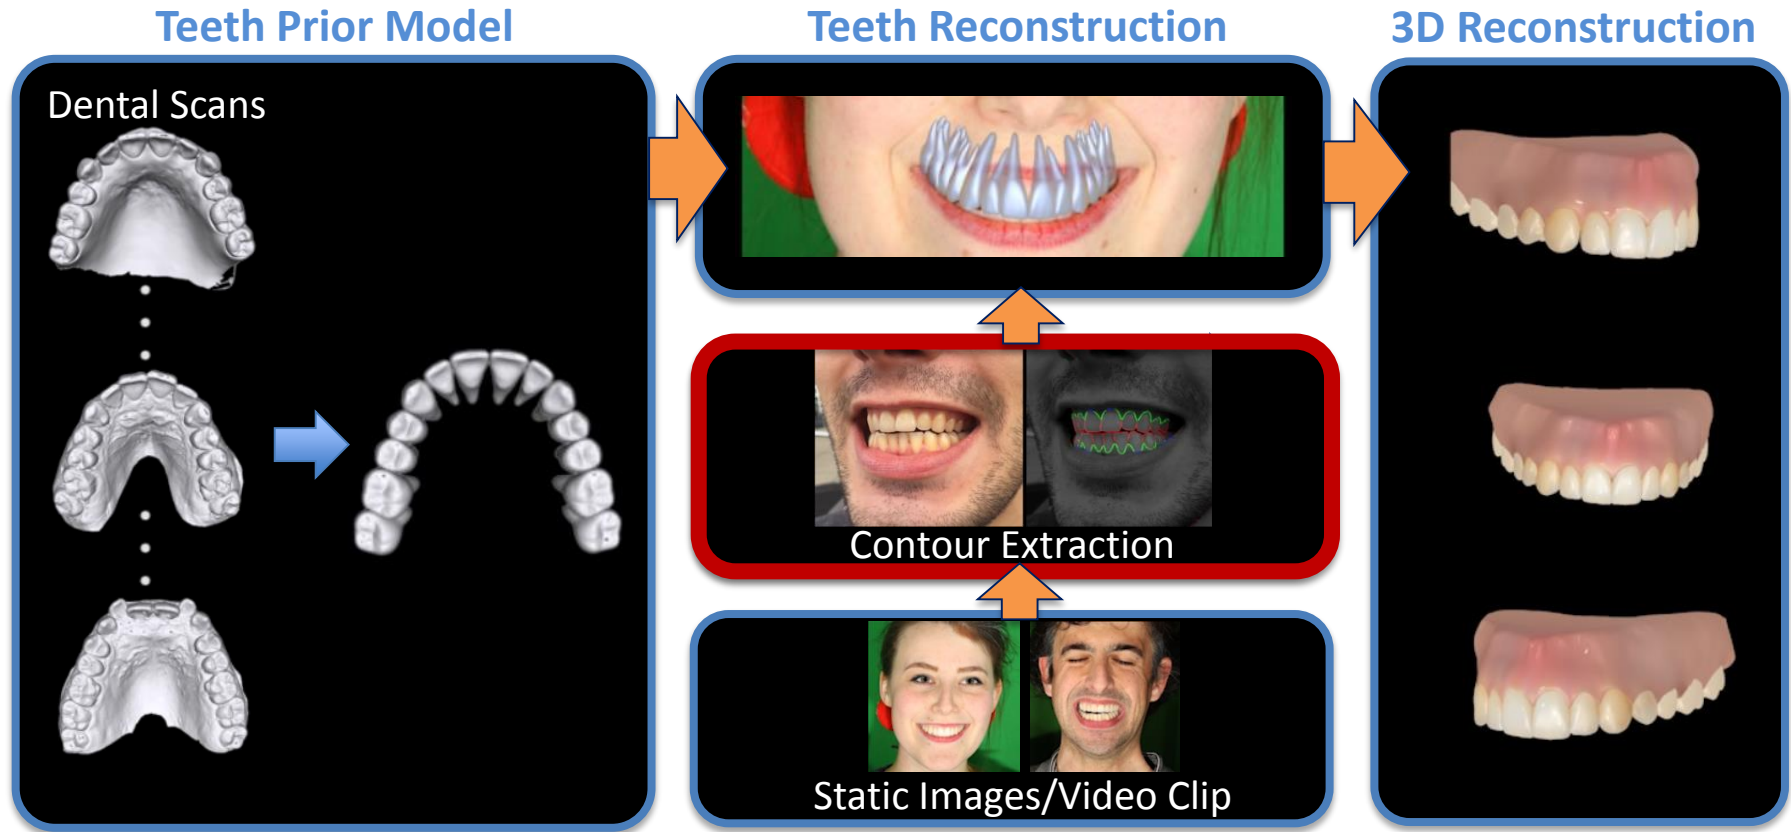 Teeth Prior Model
Teeth Reconstruction
3D Reconstruction
Dental Scans
Contour Extraction
Static Images/Video Clip